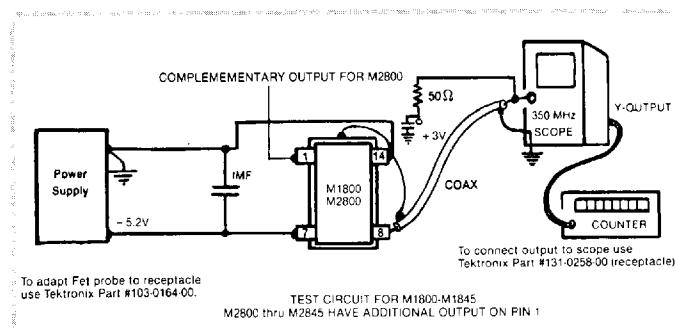 COMPLEMEMENTARY OUTPUT FOR M2800
50Ω
+3V
350 MHz
SCOPE
Y-OUTPUT
Power
Supply
1MF
1
14
M1800
M2800
7
8
-5.2V
COAX
COUNTER
To connect output to scope use
Tektronix Part #131-0258-00 (receptacle)
To adapt Fet probe to receptacle
use Tektronix Part #103-0164-00.
TEST CIRCUIT FOR M1800-M1845
M2800 thru M2845 HAVE ADDITIONAL OUTPUT ON PIN 1